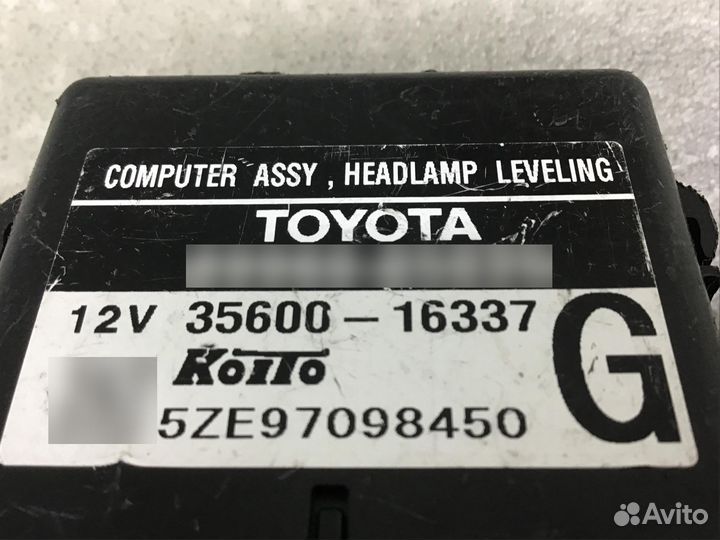 COMPUTER ASSY , HEADLAMP LEVELING
TOYOTA
12V 35600-16337
KOITO
5ZE97098450
G
Avito